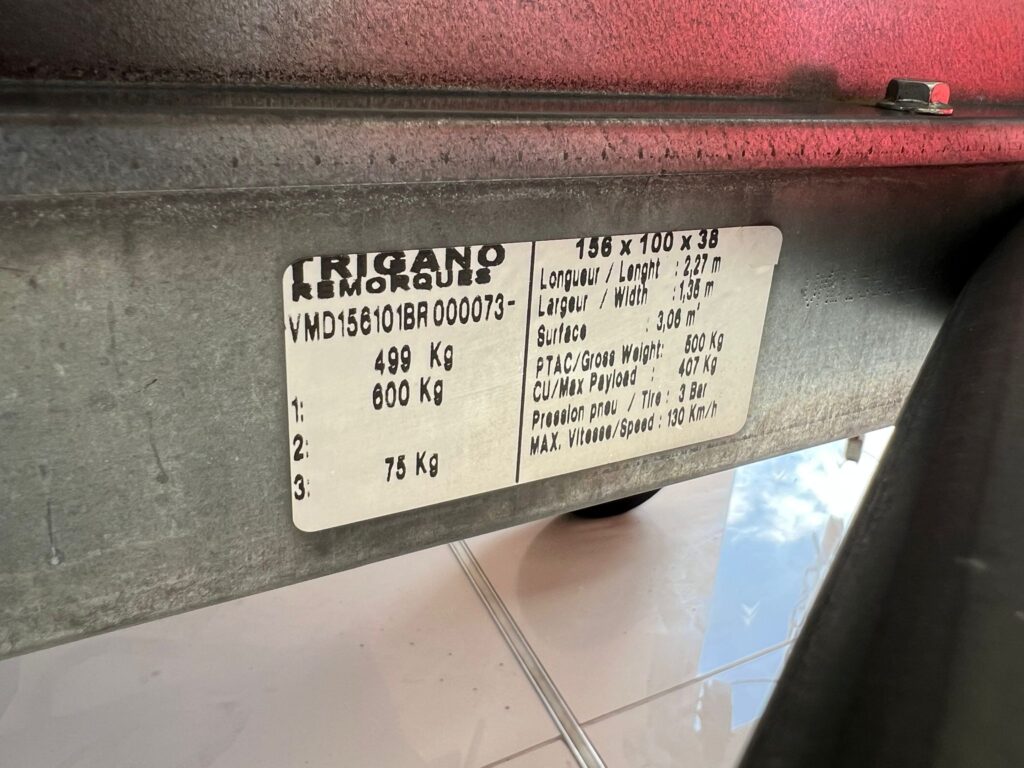 TRIGANO
REMORQUES
VMD156101BR000073-
499 Kg
600 Kg
1:
2:
75 Kg
3:
156 x 100 x 38
Longueur / Lenght : 2,27 m
Largeur / Width : 1,35 m
Surface : 3,06 m²
PTAC/Gross Weight: 500 Kg
CU/Max Payload : 407 Kg
Pression pneu / Tire : 3 Bar
MAX. Vitesse/Speed : 130 Km/h